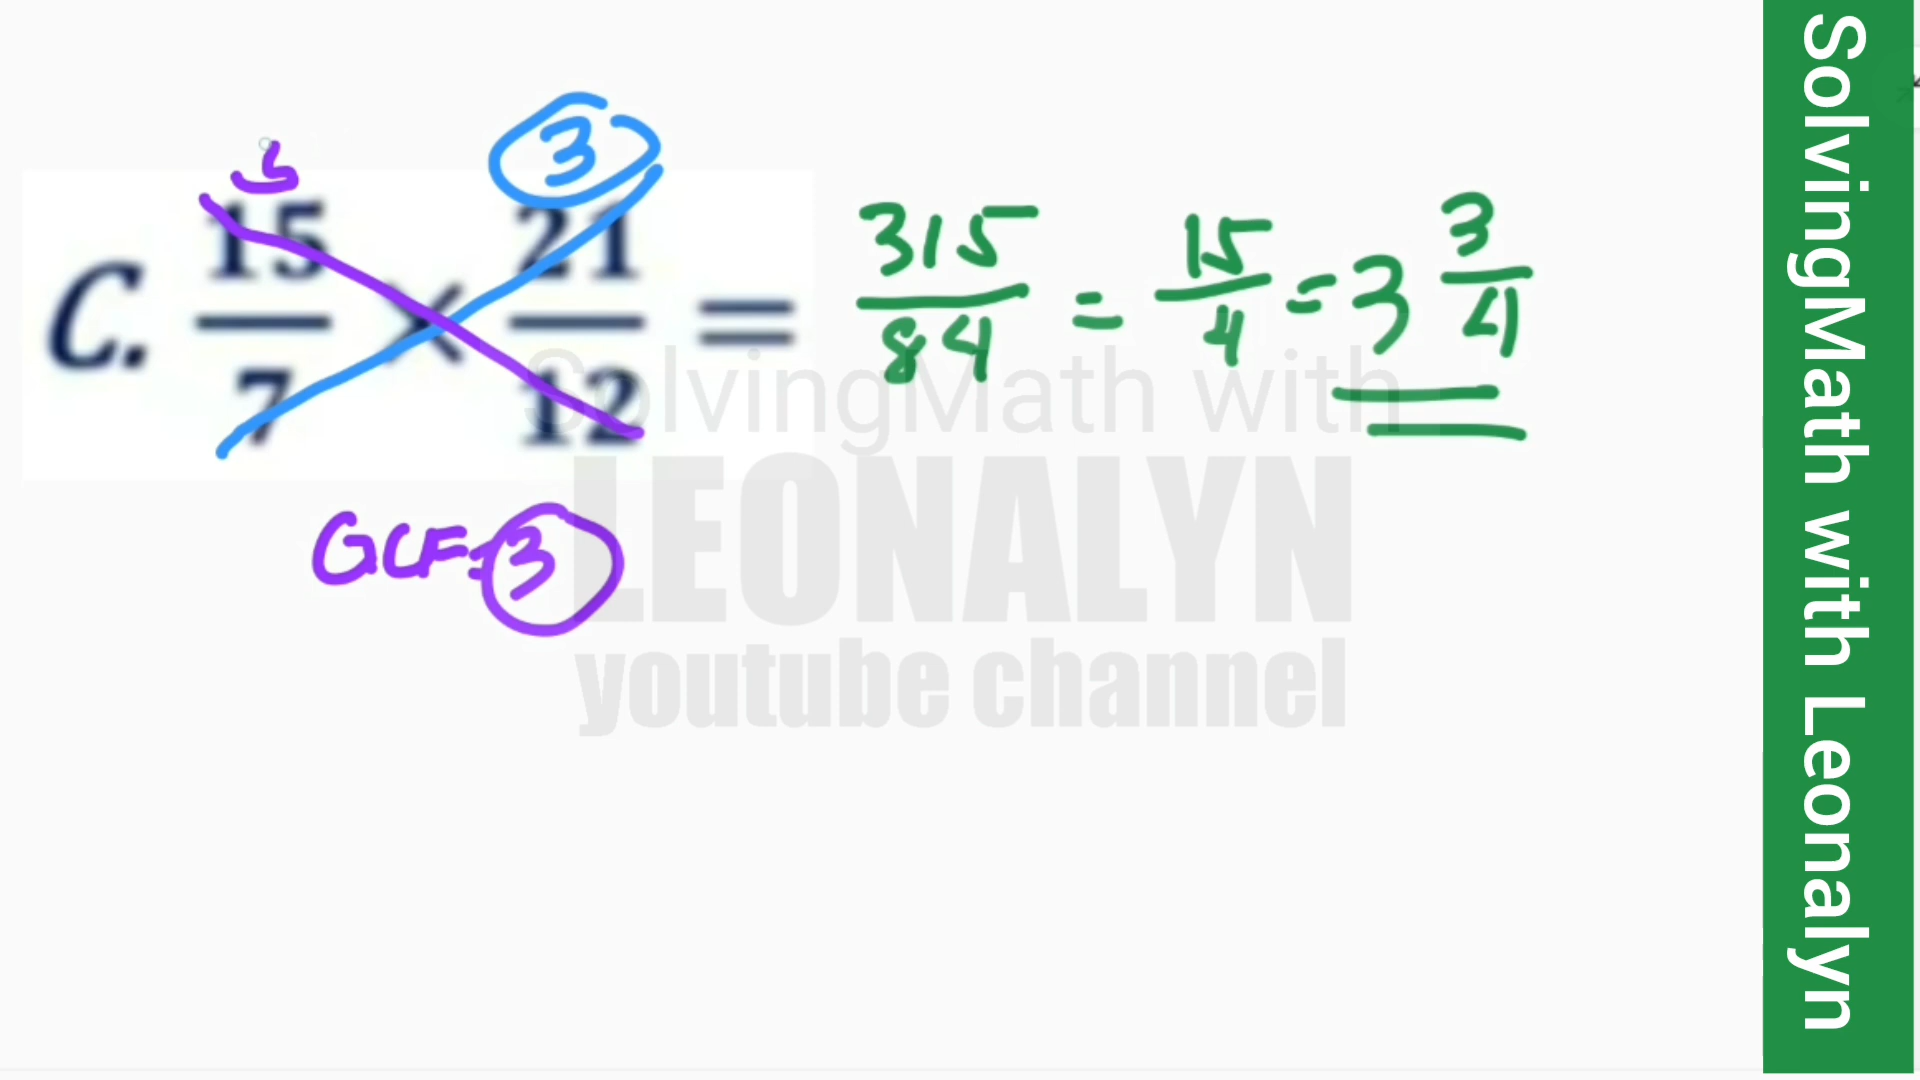 C. 15/7 × 21/12 = 315/84 = 15/4 = 3 3/4
5
3
GCF=3
SolvingMath with
LEONALYN
youtube channel
SolvingMath with Leonalyn